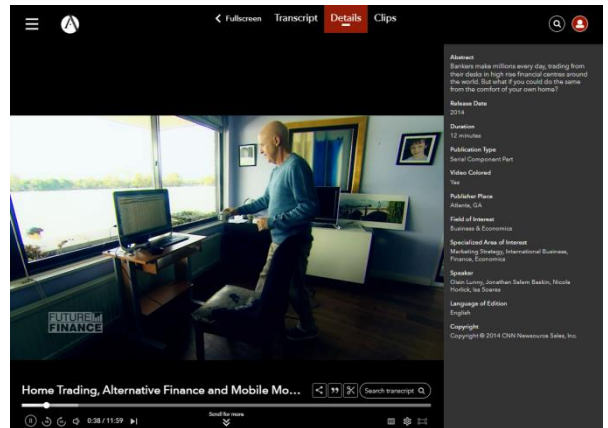 Fullscreen Transcript Details Clips
Abstract
Bankers make millions every day, trading from
their desks in high rise financial centres around
the world. But what if you could do the same
from the comfort of your own home?
Release Date
2014
Duration
12 minutes
Publication Type
Serial Component Part
Video Colored
Yes
Publisher Place
Atlanta, GA
Field of Interest
Business & Economics
Specialized Area of Interest
Marketing Strategy, International Business,
Finance, Economics
Speaker
Olein Lunny, Jonathan Salem Baskin, Nicole
Horlick, Isa Soares
Language of Edition
English
Copyright
Copyright © 2014 CNN Newsource Sales, Inc.
FUTURE
FINANCE
Home Trading, Alternative Finance and Mobile Mo...
Search transcript
0:38 / 11:59
Scroll for more